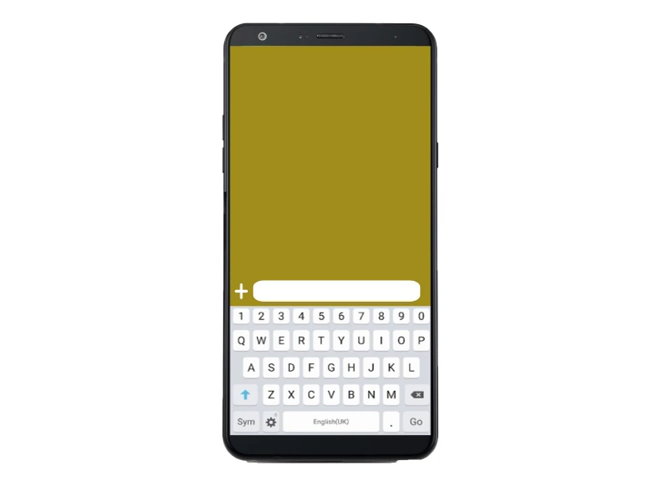 1 2 3 4 5 6 7 8 9 0
Q W E R T Y U I O P
A S D F G H J K L
Z X C V B N M
Sym English(UK) . Go